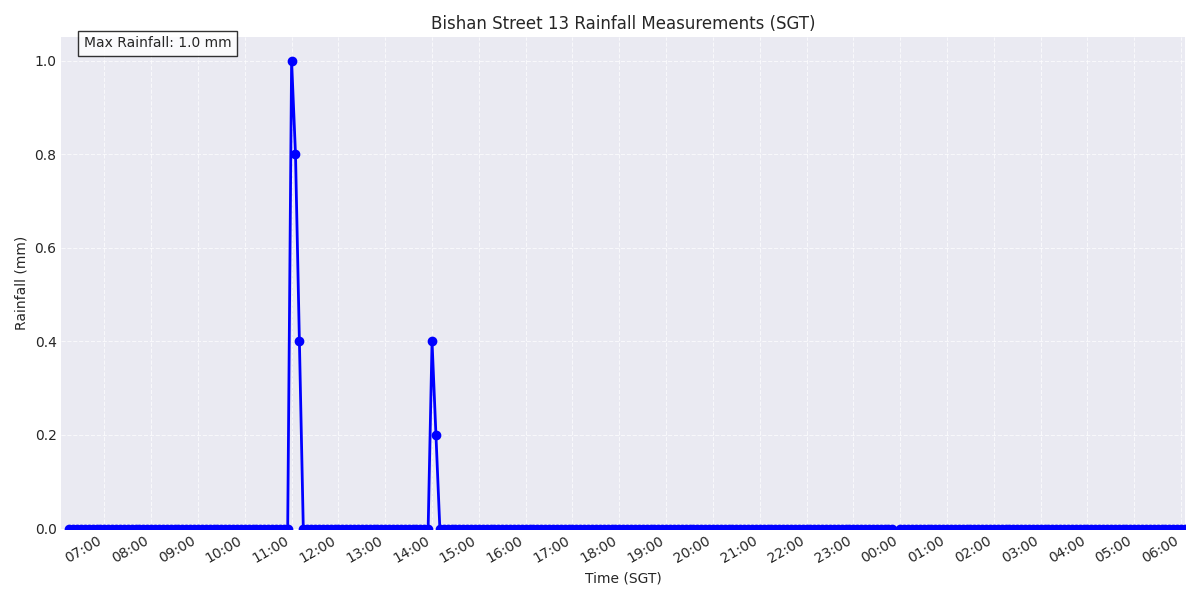 Bishan Street 13 Rainfall Measurements (SGT)
Max Rainfall: 1.0 mm
1.0
0.8
0.6
0.4
0.2
0.0
Rainfall (mm)
07:00 08:00 09:00 10:00 11:00 12:00 13:00 14:00 15:00 16:00 17:00 18:00 19:00 20:00 21:00 22:00 23:00 00:00 01:00 02:00 03:00 04:00 05:00 06:00
Time (SGT)